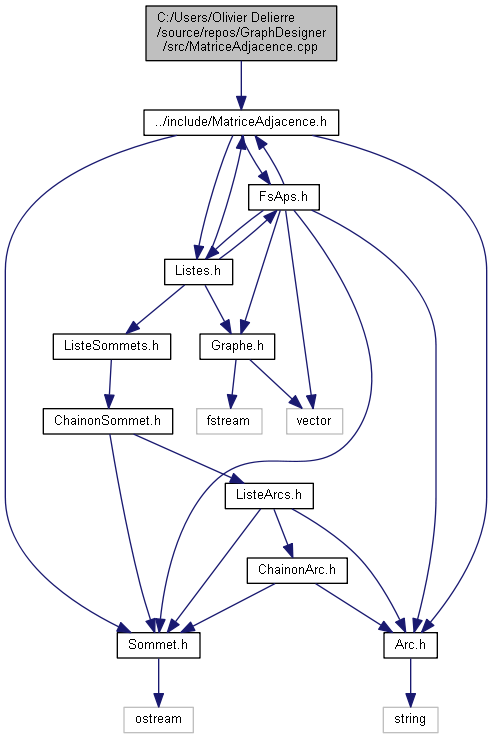 C:/Users/Olivier Delierre
/source/repos/GraphDesigner
/src/MatriceAdjacence.cpp
../include/MatriceAdjacence.h
FsAps.h
Listes.h
ListeSommets.h
Graphe.h
ChainonSommet.h
fstream
vector
ListeArcs.h
ChainonArc.h
Sommet.h
Arc.h
ostream
string